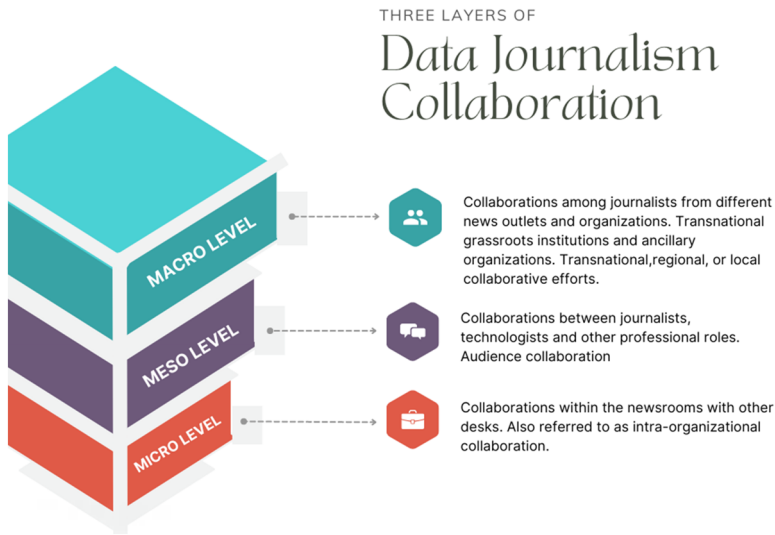 THREE LAYERS OF
Data Journalism
Collaboration
MACRO LEVEL
Collaborations among journalists from different
news outlets and organizations. Transnational
grassroots institutions and ancillary
organizations. Transnational,regional, or local
collaborative efforts.
MESO LEVEL
Collaborations between journalists,
technologists and other professional roles.
Audience collaboration
MICRO LEVEL
Collaborations within the newsrooms with other
desks. Also referred to as intra-organizational
collaboration.